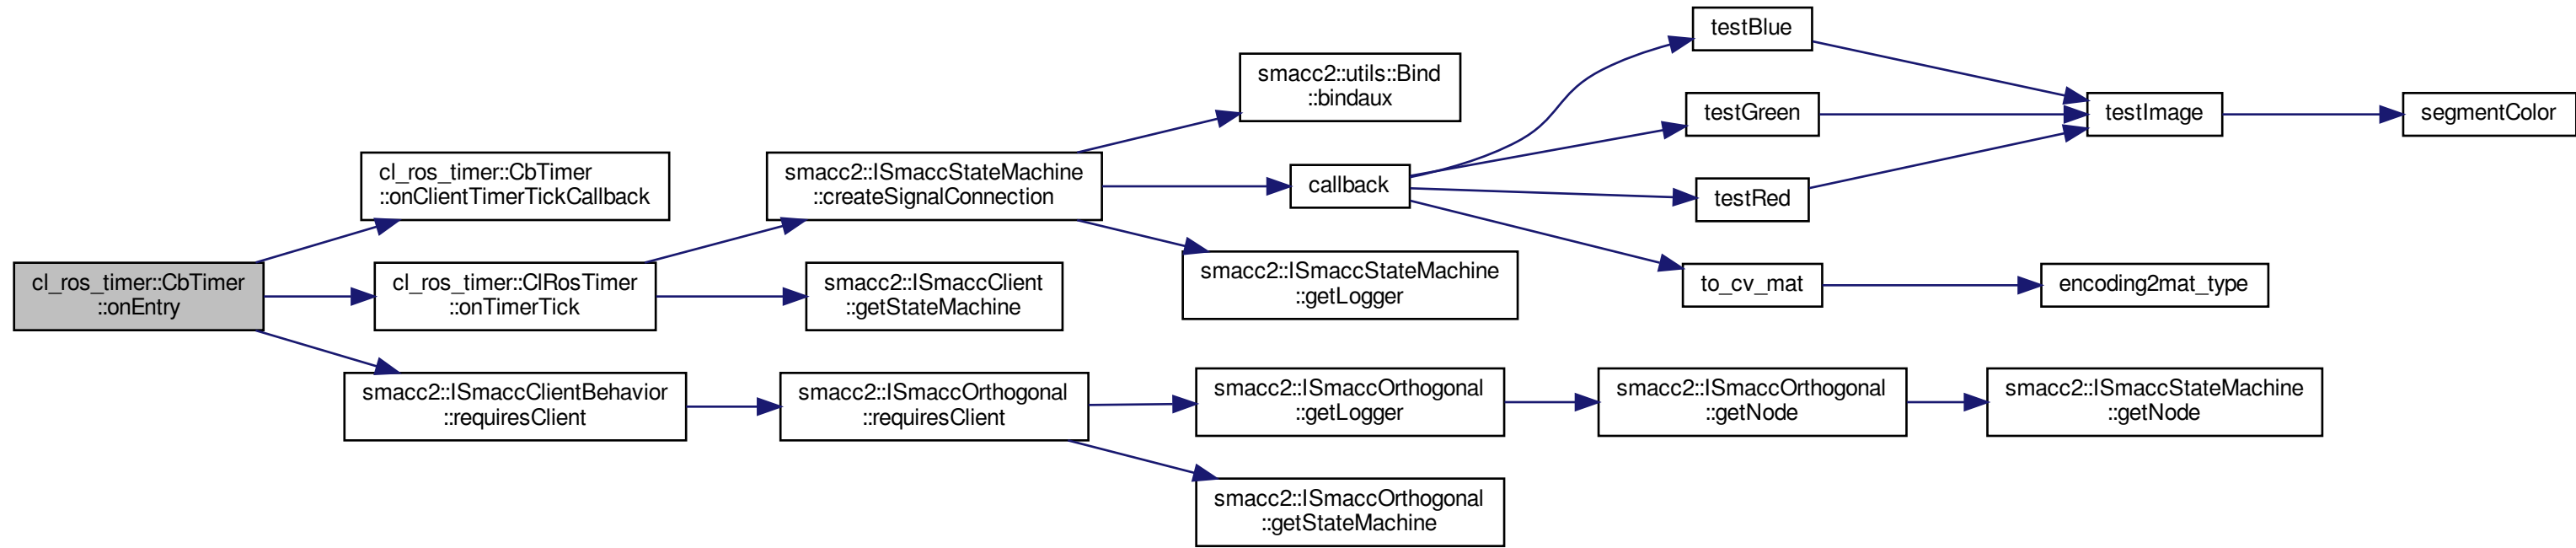 cl_ros_timer::CbTimer
::onEntry
cl_ros_timer::CbTimer
::onClientTimerTickCallback
cl_ros_timer::ClRosTimer
::onTimerTick
smacc2::ISmaccClientBehavior
::requiresClient
smacc2::ISmaccStateMachine
::createSignalConnection
smacc2::ISmaccClient
::getStateMachine
smacc2::ISmaccOrthogonal
::requiresClient
smacc2::utils::Bind
::bindaux
callback
smacc2::ISmaccStateMachine
::getLogger
smacc2::ISmaccOrthogonal
::getLogger
smacc2::ISmaccOrthogonal
::getStateMachine
testBlue
testGreen
testRed
to_cv_mat
smacc2::ISmaccOrthogonal
::getNode
testImage
encoding2mat_type
smacc2::ISmaccStateMachine
::getNode
segmentColor